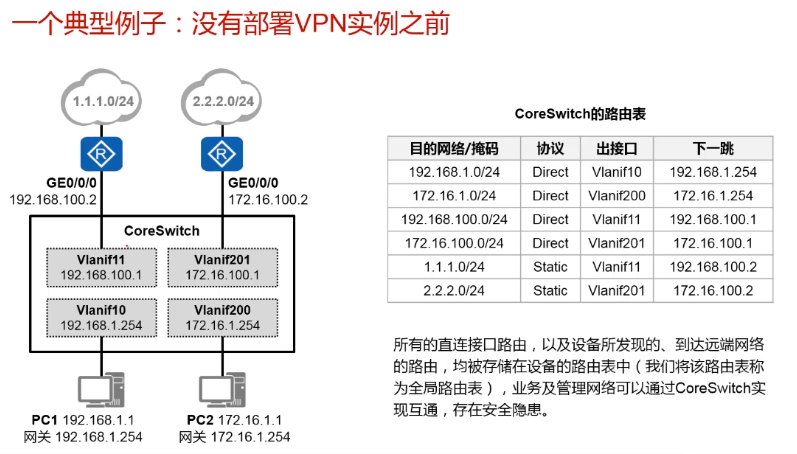 一个典型例子：没有部署VPN实例之前
1.1.1.0/24
2.2.2.0/24
R
R
GE0/0/0
192.168.100.2
GE0/0/0
172.16.100.2
CoreSwitch
Vlanif11
192.168.100.1
Vlanif201
172.16.100.1
Vlanif10
192.168.1.254
Vlanif200
172.16.1.254
PC1 192.168.1.1
网关 192.168.1.254
PC2 172.16.1.1
网关 172.16.1.254
CoreSwitch的路由表
目的网络/掩码 协议 出接口 下一跳
192.168.1.0/24 Direct Vlanif10 192.168.1.254
172.16.1.0/24 Direct Vlanif200 172.16.1.254
192.168.100.0/24 Direct Vlanif11 192.168.100.1
172.16.100.0/24 Direct Vlanif201 172.16.100.1
1.1.1.0/24 Static Vlanif11 192.168.100.2
2.2.2.0/24 Static Vlanif201 172.16.100.2
所有的直连接口路由，以及设备所发现的、到达远端网络
的路由，均被存储在设备的路由表中（我们将该路由表称
为全局路由表），业务及管理网络可以通过CoreSwitch实
现互通，存在安全隐患。